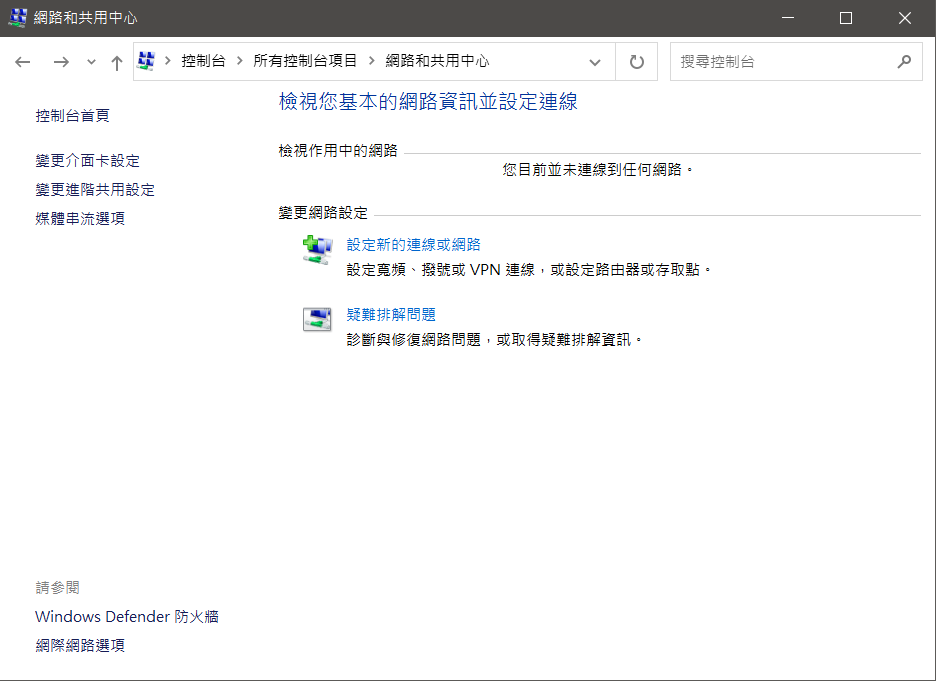 網路和共用中心
控制台 > 所有控制台項目 > 網路和共用中心
搜尋控制台
控制台首頁
變更介面卡設定
變更進階共用設定
媒體串流選項
檢視您基本的網路資訊並設定連線
檢視作用中的網路
您目前並未連線到任何網路。
變更網路設定
設定新的連線或網路
設定寬頻、撥號或 VPN 連線，或設定路由器或存取點。
疑難排解問題
診斷與修復網路問題，或取得疑難排解資訊。
請參閱
Windows Defender 防火牆
網際網路選項